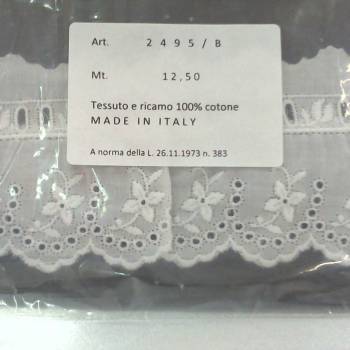 Art. 2495/B
Mt. 12,50
Tessuto e ricamo 100% cotone
MADE IN ITALY
A norma della L. 26.11.1973 n. 383